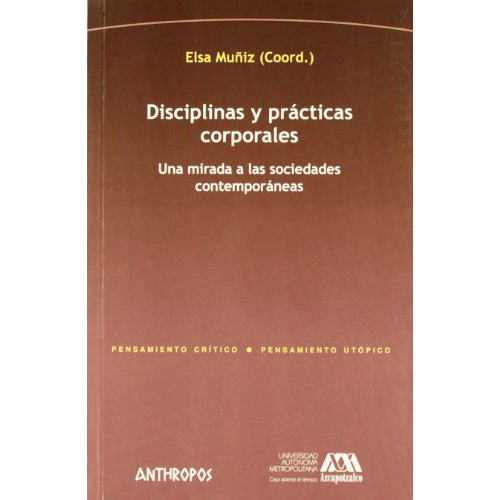 Elsa Muñiz (Coord.)
Disciplinas y prácticas
corporales
Una mirada a las sociedades
contemporáneas
PENSAMIENTO CRÍTICO ● PENSAMIENTO UTÓPICO
ANTHROPOS
UNIVERSIDAD
AUTÓNOMA
METROPOLITANA
Casa abierta al tiempo
Azcapotzalco